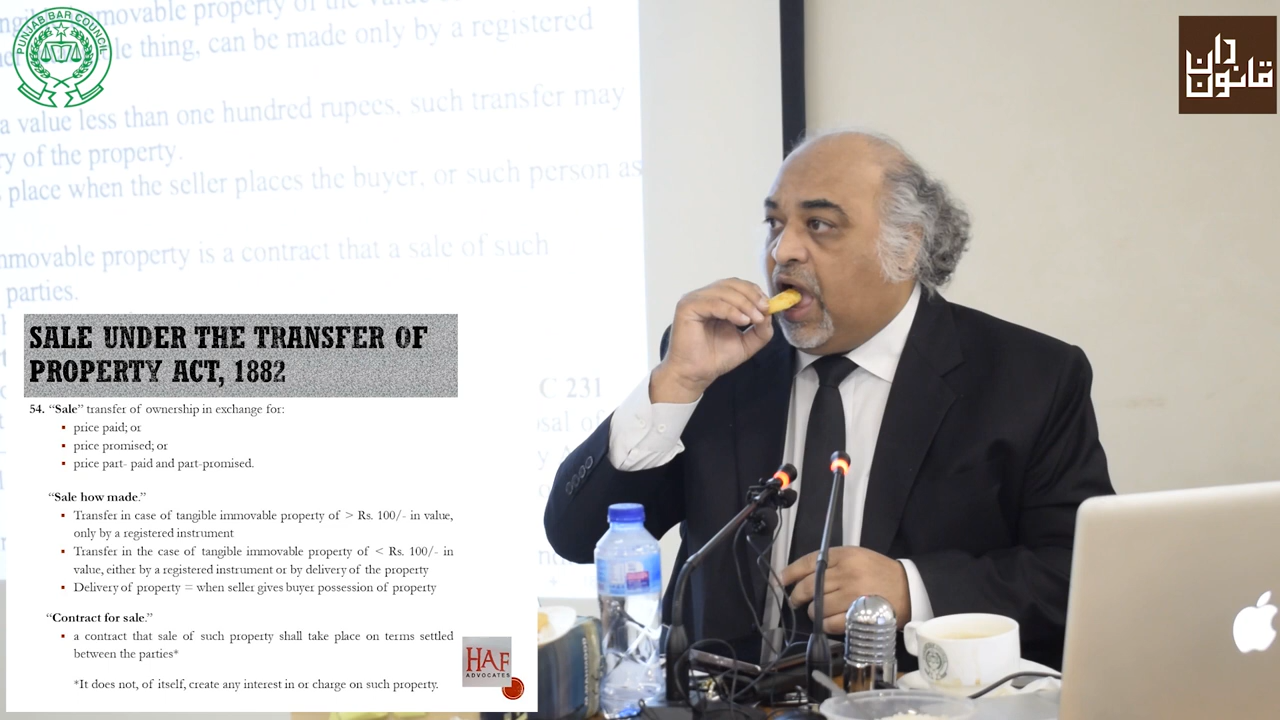 PUNJAB BAR COUNCIL
قانون دان
le thing, can be made only by a registered
a value less than one hundred rupees, such transfer may
ry of the property.
place when the seller places the buyer, or such person as
mmovable property is a contract that a sale of such
parties.
C 231
SALE UNDER THE TRANSFER OF
PROPERTY ACT, 1882
54. “Sale” transfer of ownership in exchange for:
▪ price paid; or
▪ price promised; or
▪ price part- paid and part-promised.
“Sale how made.”
▪ Transfer in case of tangible immovable property of > Rs. 100/- in value,
only by a registered instrument
▪ Transfer in the case of tangible immovable property of < Rs. 100/- in
value, either by a registered instrument or by delivery of the property
▪ Delivery of property = when seller gives buyer possession of property
“Contract for sale.”
▪ a contract that sale of such property shall take place on terms settled
between the parties*
*It does not, of itself, create any interest in or charge on such property.
HAF
ADVOCATES